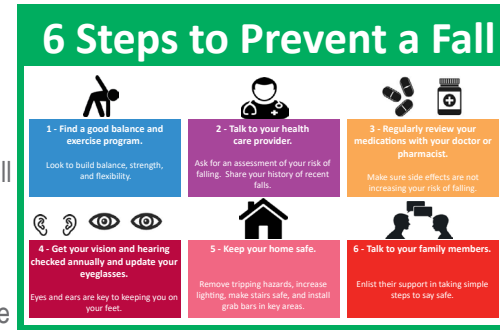 6 Steps to Prevent a Fall
1 - Find a good balance and
exercise program.
Look to build balance, strength,
and flexibility.
2 - Talk to your health
care provider.
Ask for an assessment of your risk of
falling. Share your history of recent
falls.
3 - Regularly review your
medications with your doctor or
pharmacist.
Make sure side effects are not
increasing your risk of falling.
ll
4 - Get your vision and hearing
checked annually and update your
eyeglasses.
Eyes and ears are key to keeping you on
your feet.
5 - Keep your home safe.
Remove tripping hazards, increase
lighting, make stairs safe, and install
grab bars in key areas.
6 - Talk to your family members.
Enlist their support in taking simple
steps to say safe.
e